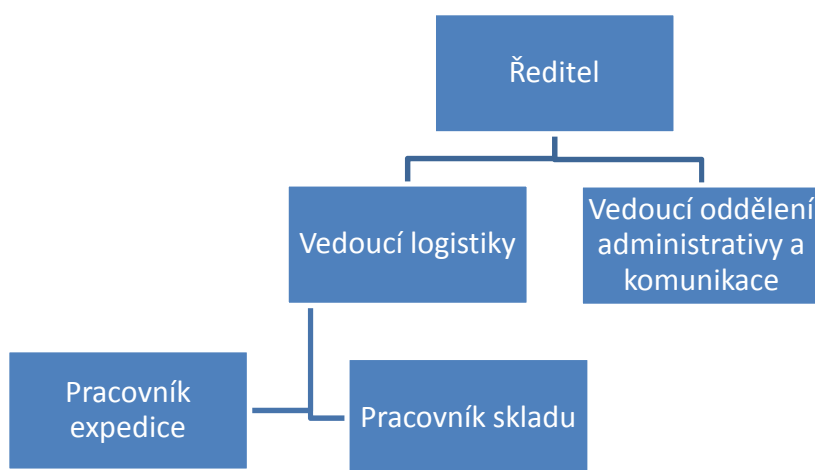 Ředitel
Vedoucí logistiky
Vedoucí oddělení
administrativy a
komunikace
Pracovník
expedice
Pracovník skladu